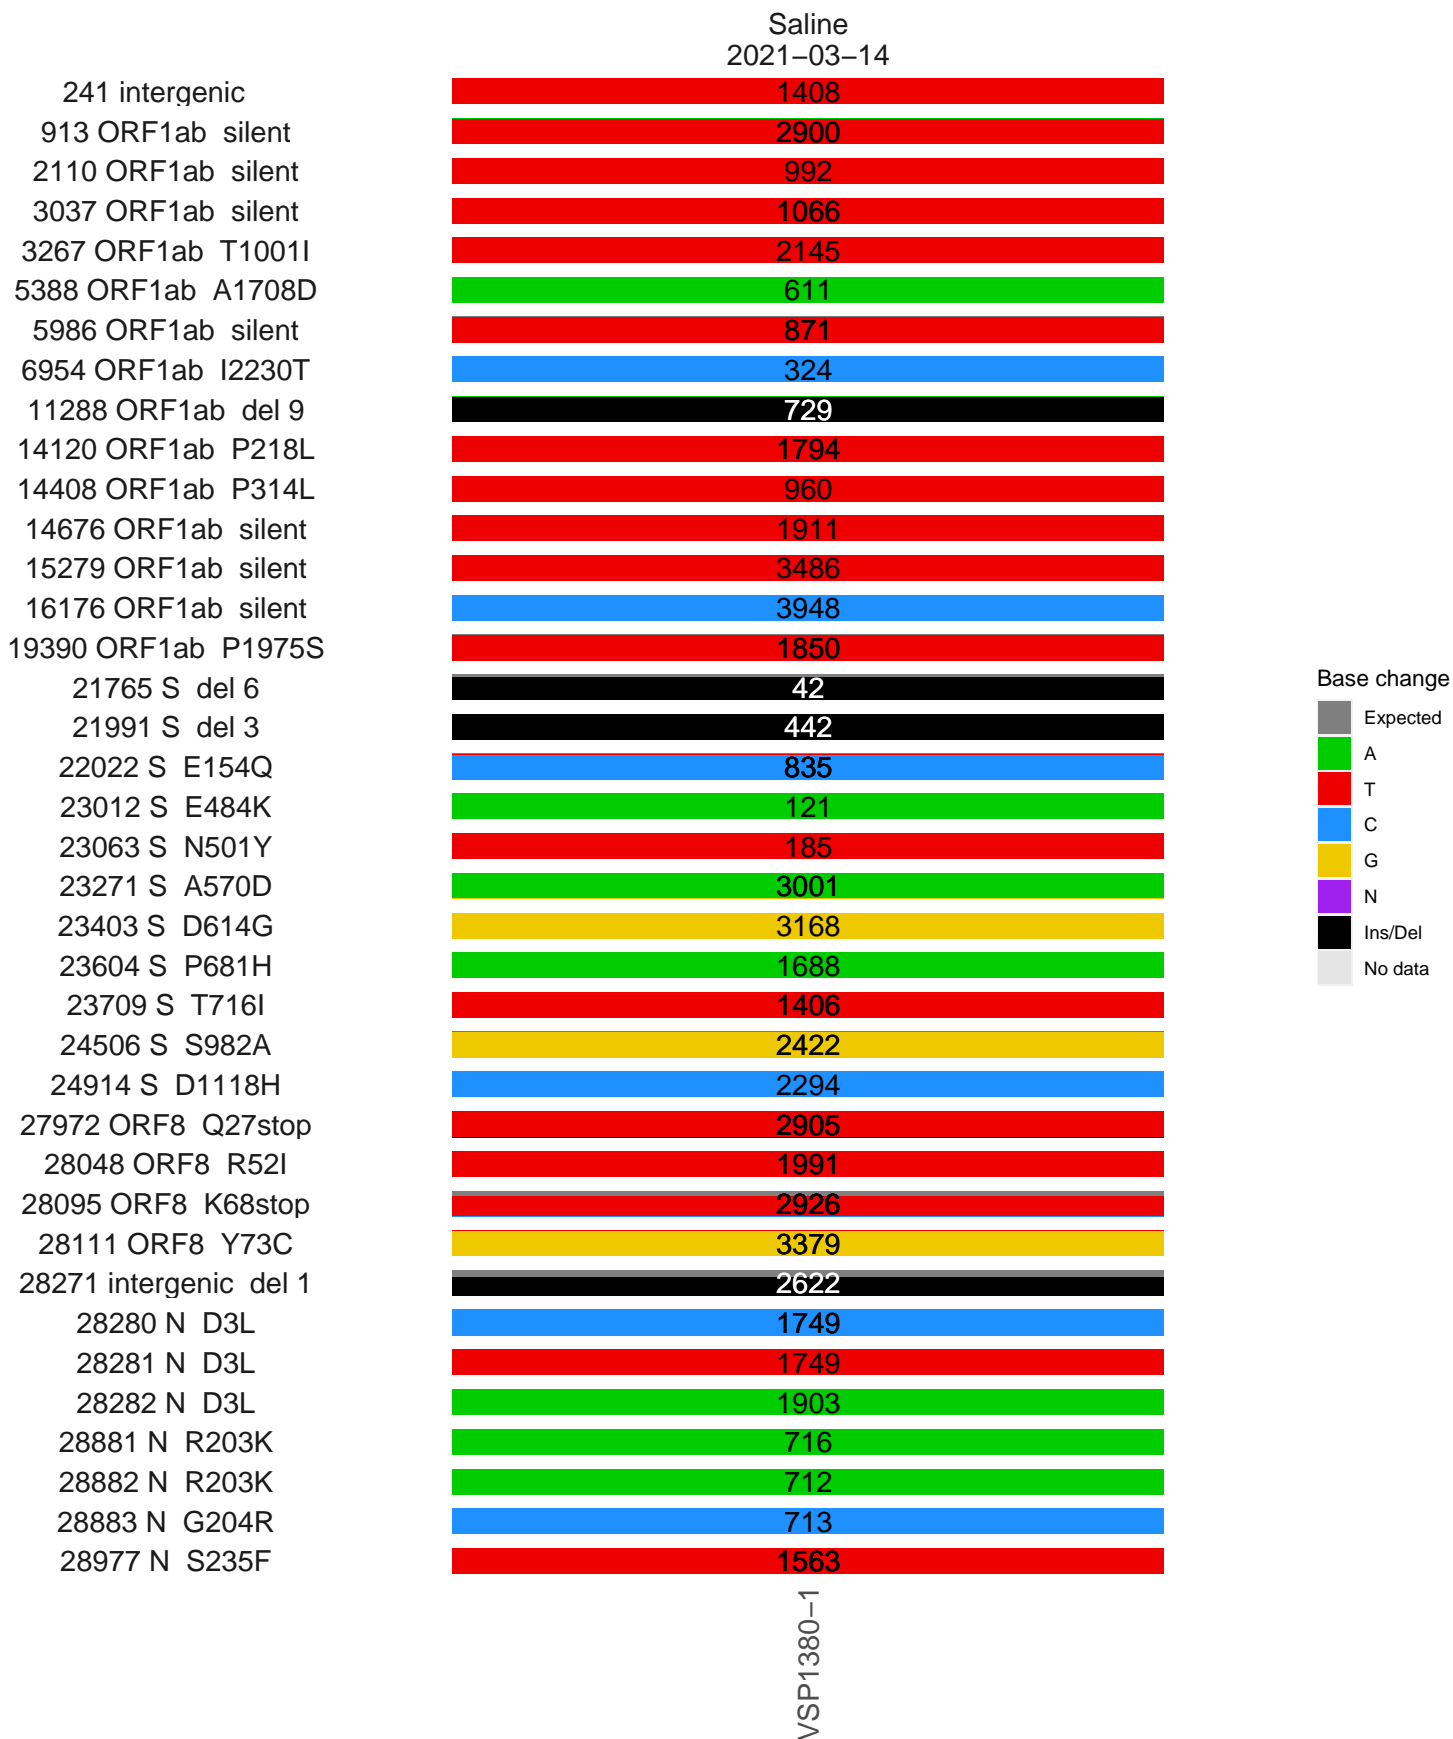 Saline
2021−03−14
241 intergenic 1408
913 ORF1ab silent 2900
2110 ORF1ab silent 992
3037 ORF1ab silent 1066
3267 ORF1ab T1001I 2145
5388 ORF1ab A1708D 611
5986 ORF1ab silent 871
6954 ORF1ab I2230T 324
11288 ORF1ab del 9 729
14120 ORF1ab P218L 1794
14408 ORF1ab P314L 960
14676 ORF1ab silent 1911
15279 ORF1ab silent 3486
16176 ORF1ab silent 3948
19390 ORF1ab P1975S 1850
21765 S del 6 42
21991 S del 3 442
22022 S E154Q 835
23012 S E484K 121
23063 S N501Y 185
23271 S A570D 3001
23403 S D614G 3168
23604 S P681H 1688
23709 S T716I 1406
24506 S S982A 2422
24914 S D1118H 2294
27972 ORF8 Q27stop 2905
28048 ORF8 R52I 1991
28095 ORF8 K68stop 2926
28111 ORF8 Y73C 3379
28271 intergenic del 1 2622
28280 N D3L 1749
28281 N D3L 1749
28282 N D3L 1903
28881 N R203K 716
28882 N R203K 712
28883 N G204R 713
28977 N S235F 1563
VSP1380−1
Base change
Expected
A
T
C
G
N
Ins/Del
No data